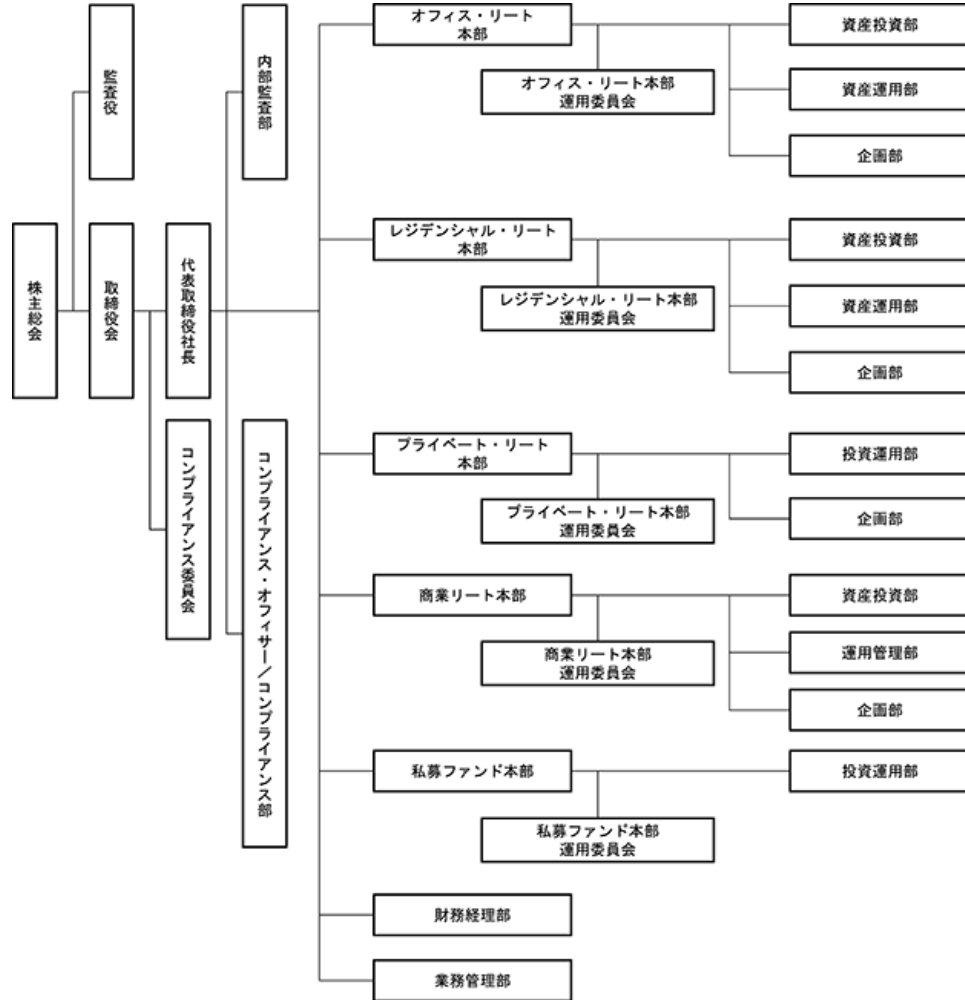 株主総会
監査役
取締役会
代表取締役社長
コンプライアンス委員会
内部監査部
コンプライアンス・オフィサー／コンプライアンス部
オフィス・リート
本部
オフィス・リート本部
運用委員会
資産投資部
資産運用部
企画部
レジデンシャル・リート
本部
レジデンシャル・リート本部
運用委員会
資産投資部
資産運用部
企画部
プライベート・リート
本部
プライベート・リート本部
運用委員会
投資運用部
企画部
商業リート本部
商業リート本部
運用委員会
資産投資部
運用管理部
企画部
私募ファンド本部
私募ファンド本部
運用委員会
投資運用部
財務経理部
業務管理部